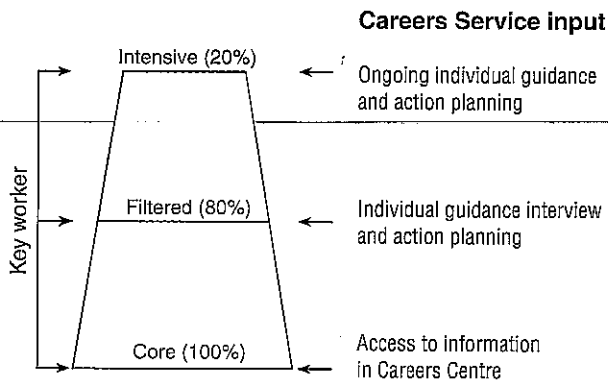 Careers Service input
Intensive (20%)
Ongoing individual guidance
and action planning
Key worker
Filtered (80%)
Individual guidance interview
and action planning
Core (100%)
Access to information
in Careers Centre